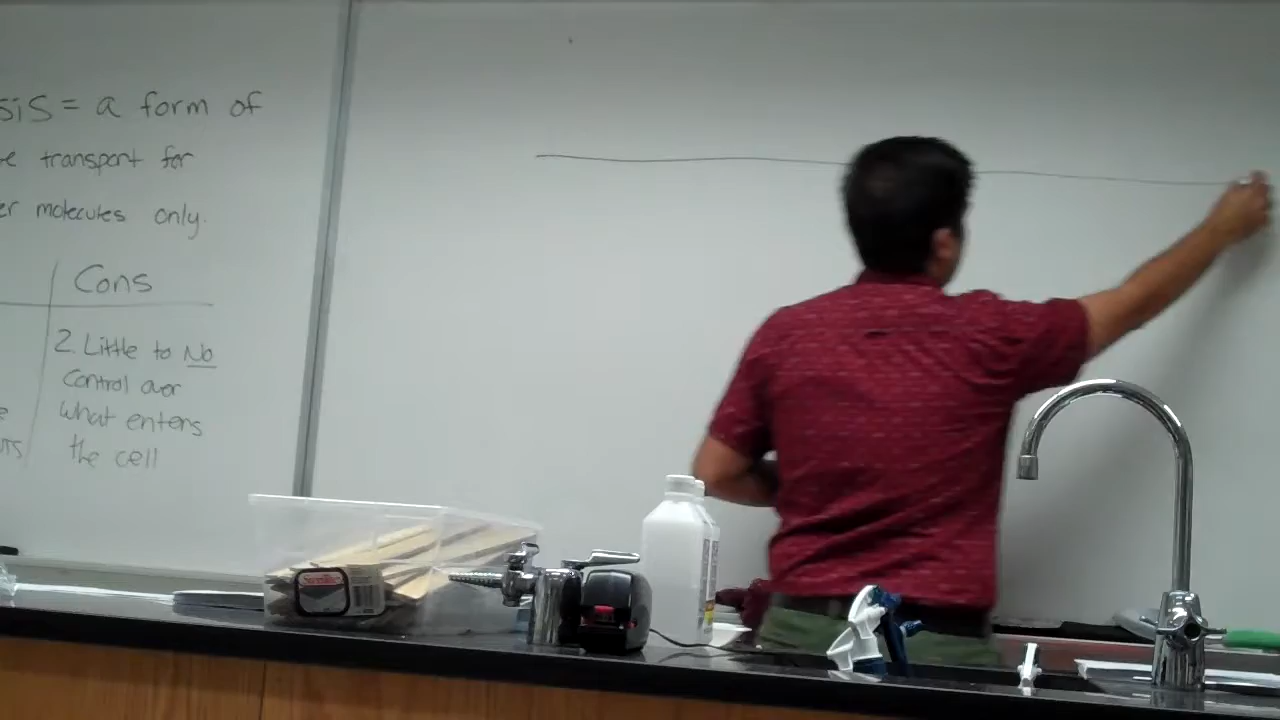 sis = a form of
e transport for
er molecules only.
Cons
2. Little to No
control over
what enters
the cell